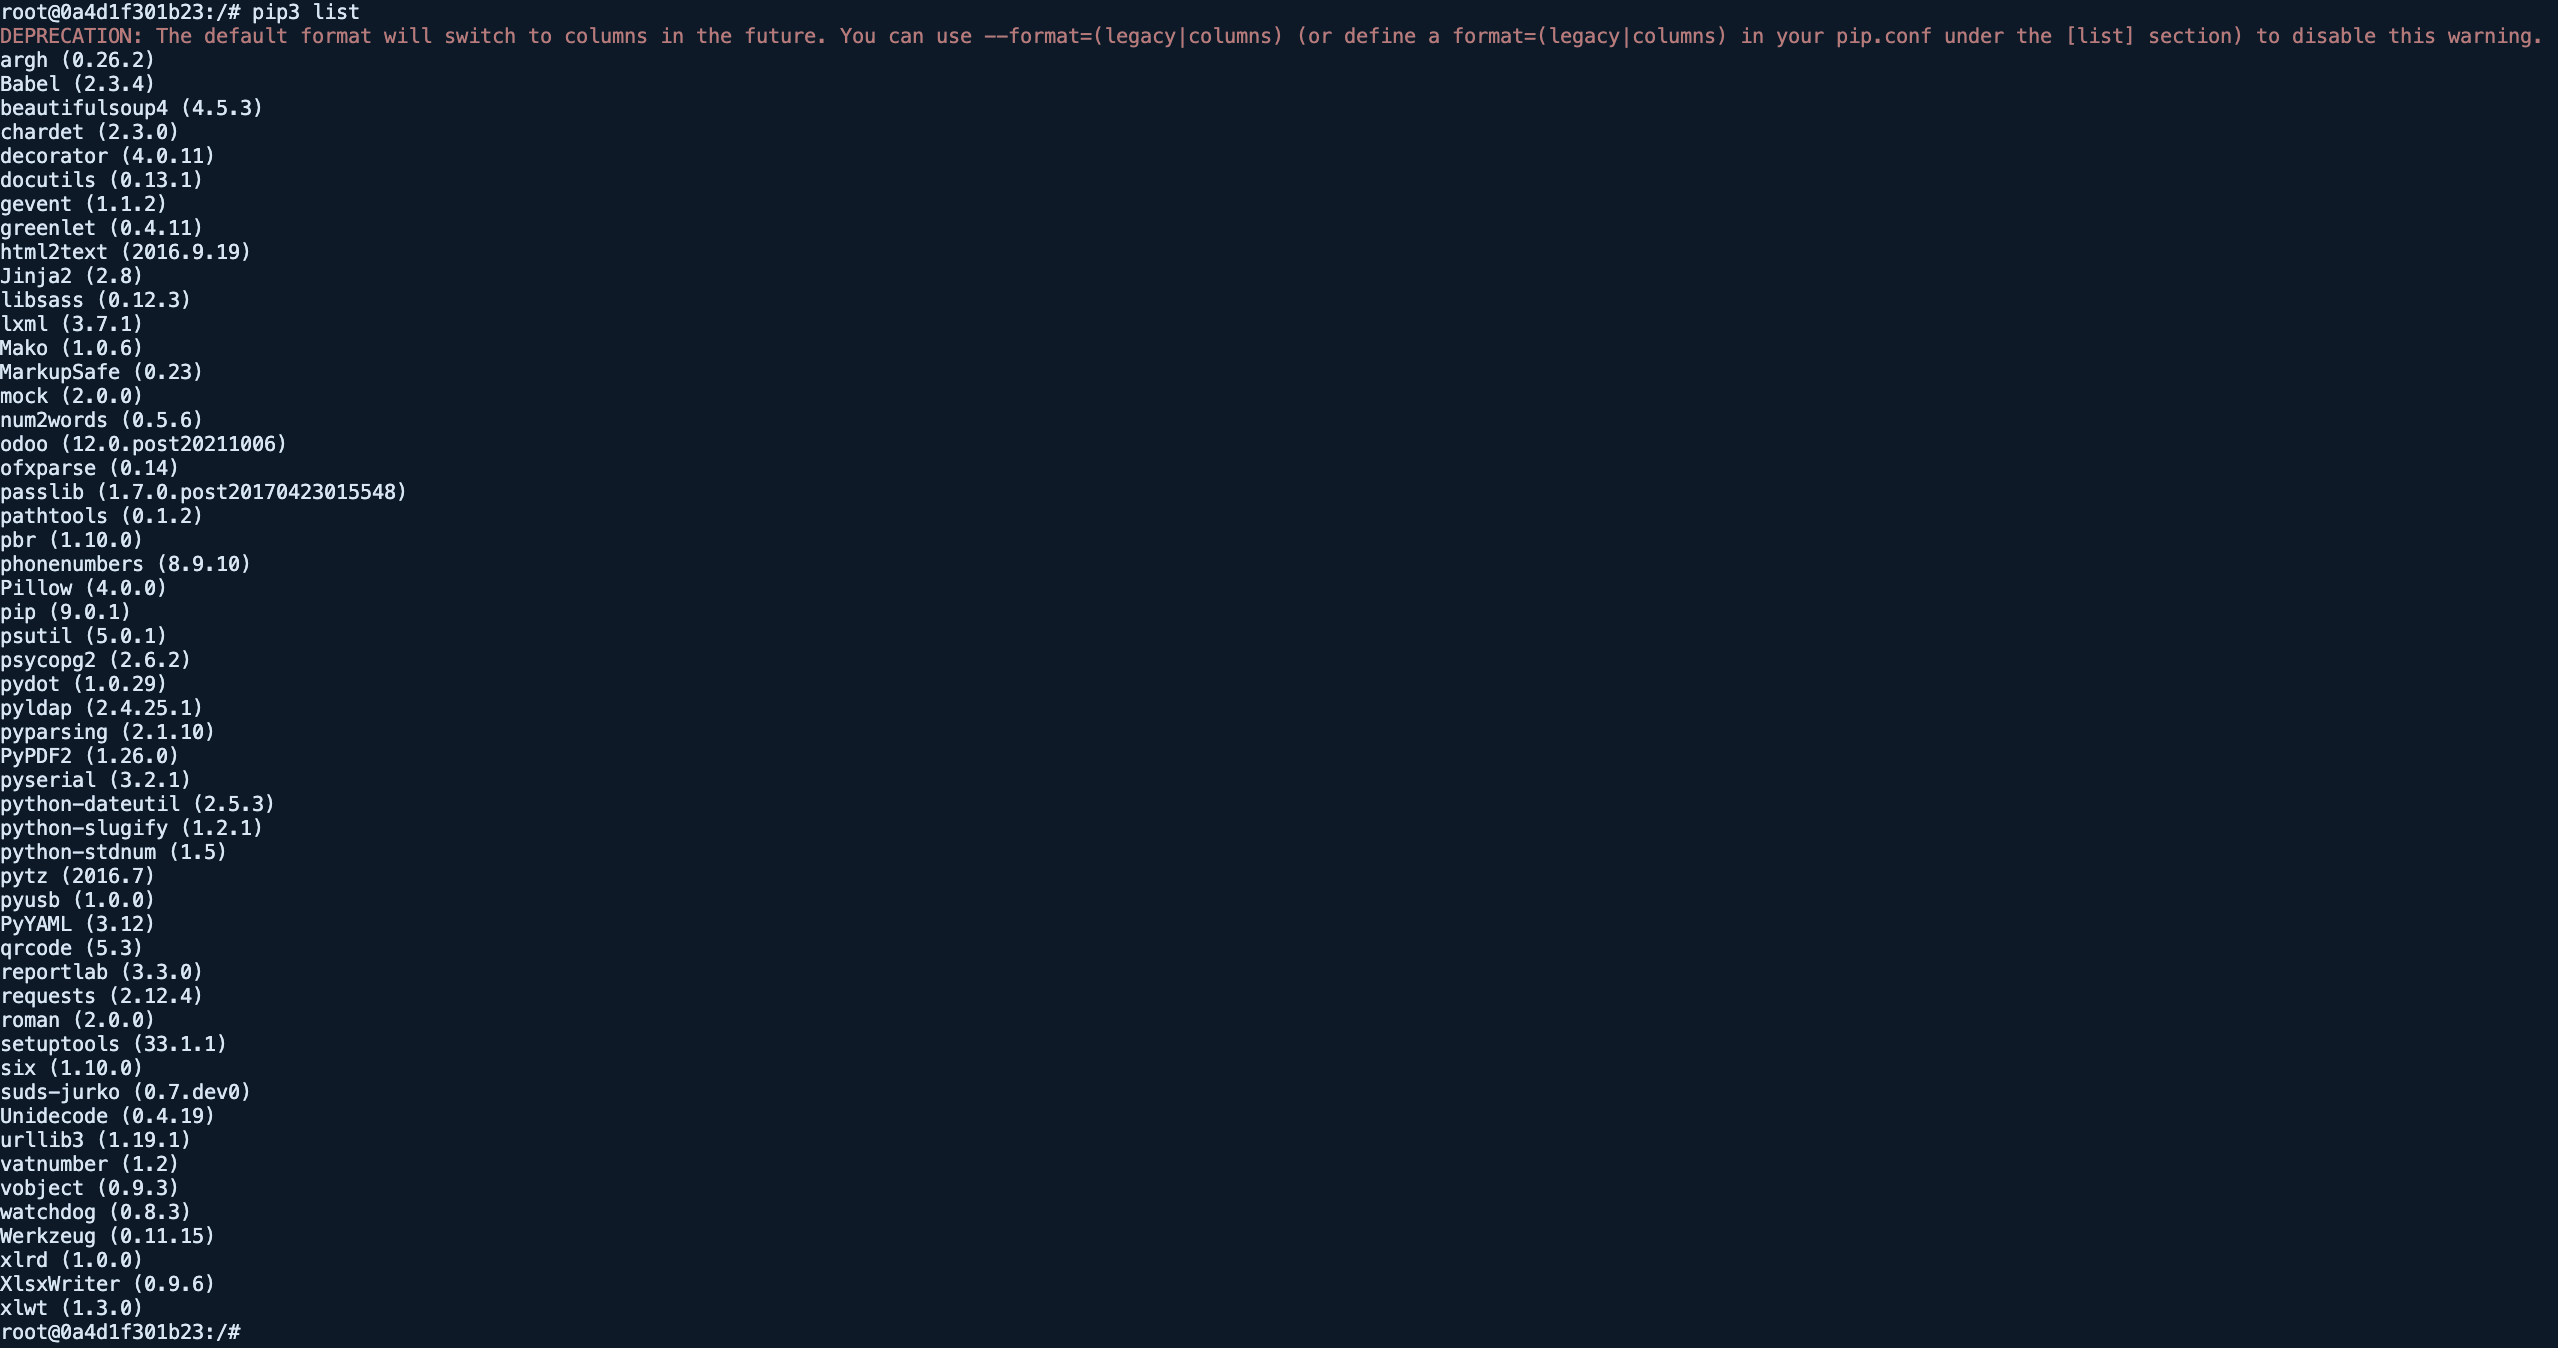 root@0a4d1f301b23:/# pip3 list
DEPRECATION: The default format will switch to columns in the future. You can use --format=(legacy|columns) (or define a format=(legacy|columns) in your pip.conf under the [list] section) to disable this warning.
argh (0.26.2)
Babel (2.3.4)
beautifulsoup4 (4.5.3)
chardet (2.3.0)
decorator (4.0.11)
docutils (0.13.1)
gevent (1.1.2)
greenlet (0.4.11)
html2text (2016.9.19)
Jinja2 (2.8)
libsass (0.12.3)
lxml (3.7.1)
Mako (1.0.6)
MarkupSafe (0.23)
mock (2.0.0)
num2words (0.5.6)
odoo (12.0.post20211006)
ofxparse (0.14)
passlib (1.7.0.post20170423015548)
pathtools (0.1.2)
pbr (1.10.0)
phonenumbers (8.9.10)
Pillow (4.0.0)
pip (9.0.1)
psutil (5.0.1)
psycopg2 (2.6.2)
pydot (1.0.29)
pyldap (2.4.25.1)
pyparsing (2.1.10)
PyPDF2 (1.26.0)
pyserial (3.2.1)
python-dateutil (2.5.3)
python-slugify (1.2.1)
python-stdnum (1.5)
pytz (2016.7)
pyusb (1.0.0)
PyYAML (3.12)
qrcode (5.3)
reportlab (3.3.0)
requests (2.12.4)
roman (2.0.0)
setuptools (33.1.1)
six (1.10.0)
suds-jurko (0.7.dev0)
Unidecode (0.4.19)
urllib3 (1.19.1)
vatnumber (1.2)
vobject (0.9.3)
watchdog (0.8.3)
Werkzeug (0.11.15)
xlrd (1.0.0)
XlsxWriter (0.9.6)
xlwt (1.3.0)
root@0a4d1f301b23:/#